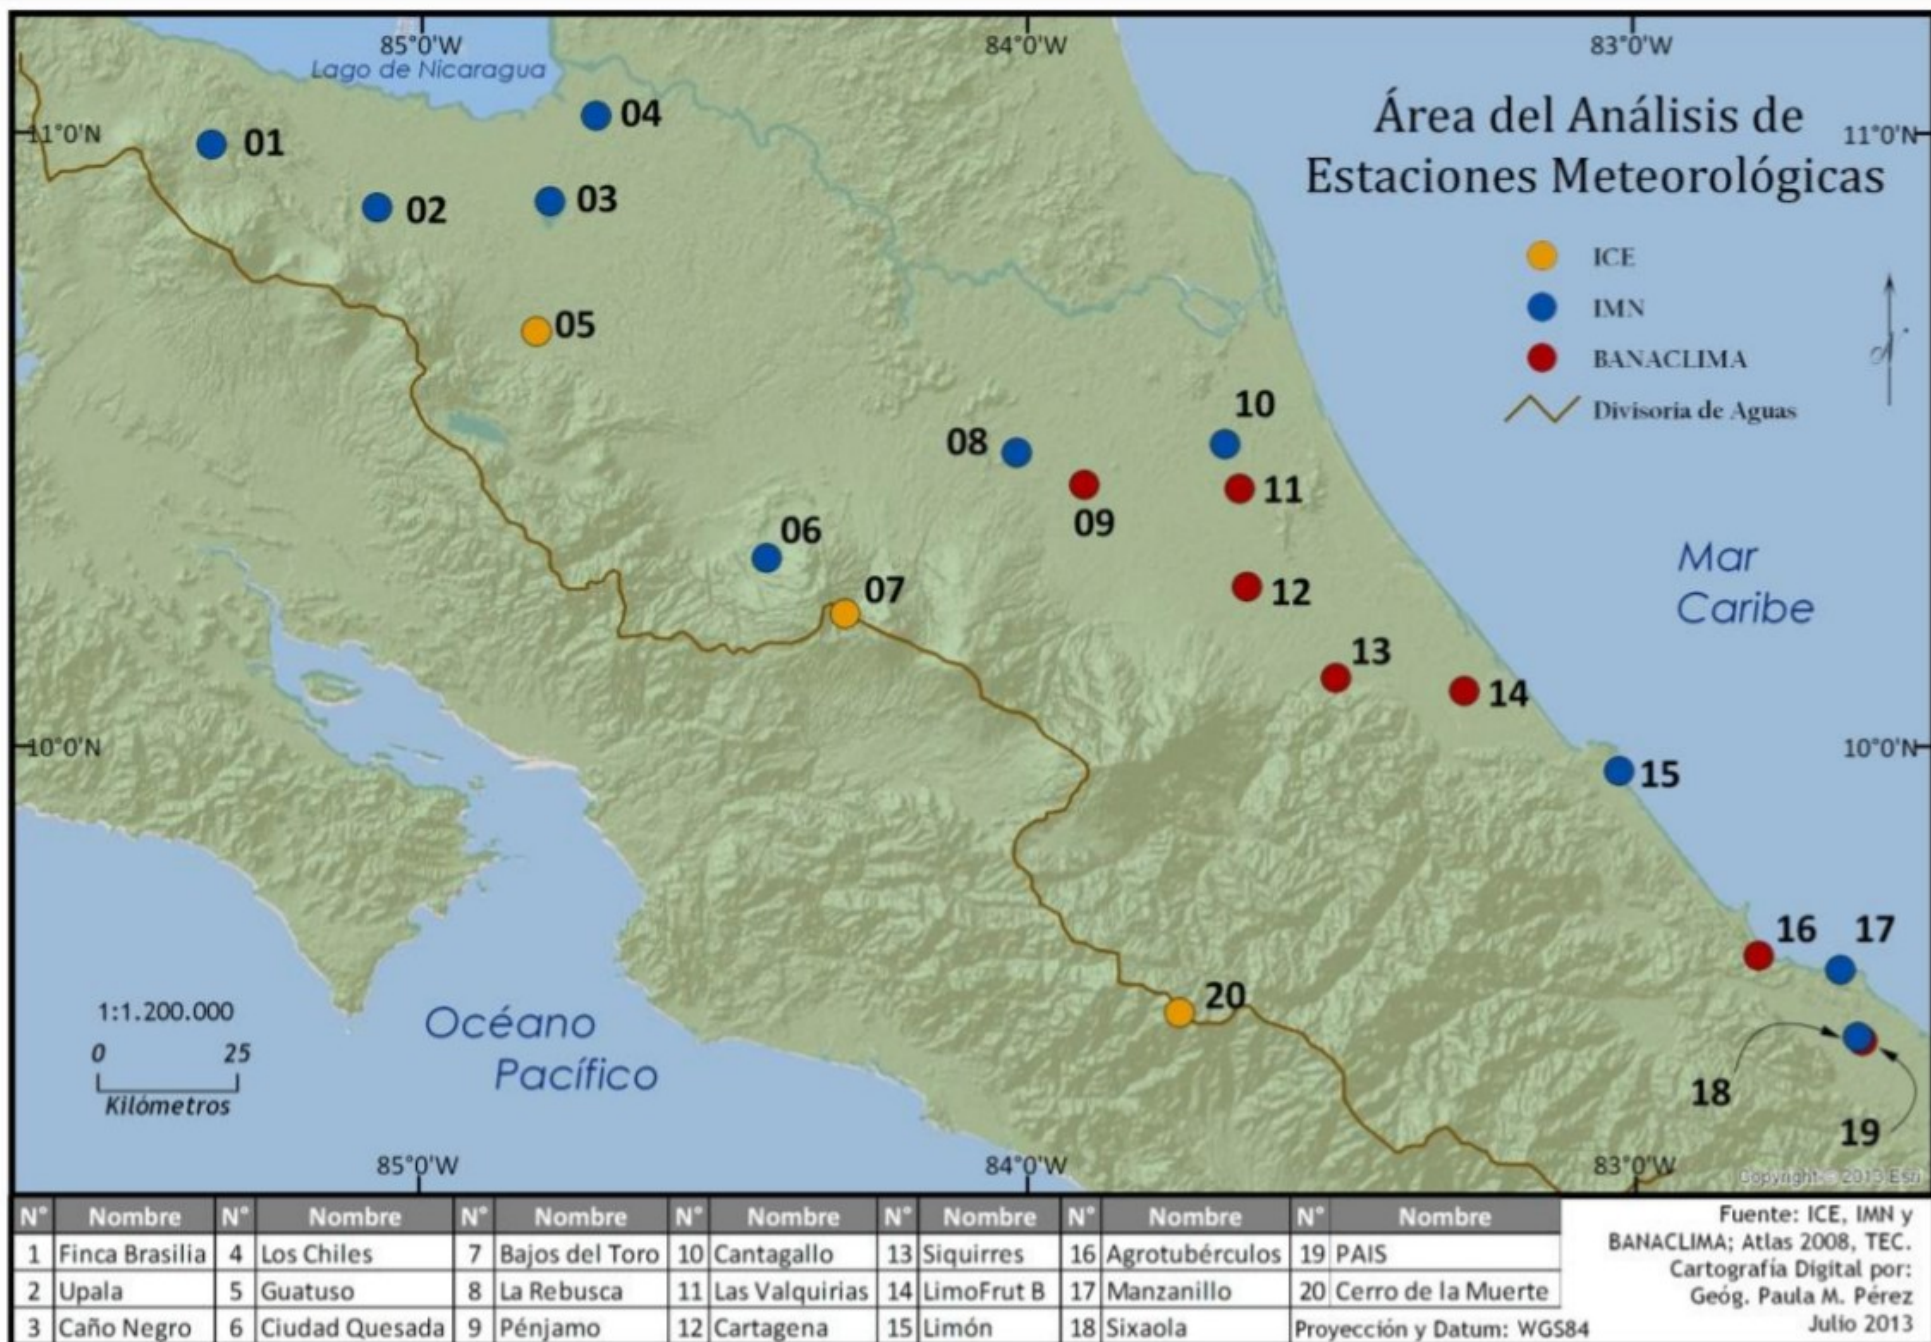 85°0'W
84°0'W
83°0'W
Lago de Nicaragua
Área del Análisis de
Estaciones Meteorológicas
11°0'N
11°0'N
ICE
IMN
BANACLIMA
Divisoria de Aguas
01
02
03
04
05
06
07
08
09
10
11
12
13
14
15
16
17
18
19
20
Mar
Caribe
10°0'N
10°0'N
Océano
Pacífico
1:1.200.000
0 25
Kilómetros
85°0'W
84°0'W
83°0'W
Copyright:© 2013 Esri
N° Nombre N° Nombre N° Nombre N° Nombre N° Nombre N° Nombre N° Nombre
1 Finca Brasilia 4 Los Chiles 7 Bajos del Toro 10 Cantagallo 13 Siquirres 16 Agrotubérculos 19 PAIS
2 Upala 5 Guatuso 8 La Rebusca 11 Las Valquirias 14 LimoFrut B 17 Manzanillo 20 Cerro de la Muerte
3 Caño Negro 6 Ciudad Quesada 9 Pénjamo 12 Cartagena 15 Limón 18 Sixaola Proyección y Datum: WGS84
Fuente: ICE, IMN y
BANACLIMA; Atlas 2008, TEC.
Cartografía Digital por:
Geóg. Paula M. Pérez
Julio 2013